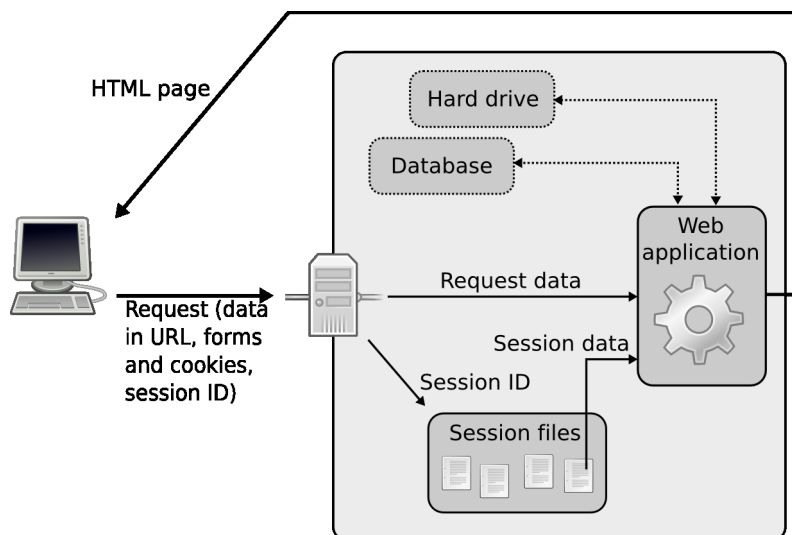 HTML page
Hard drive
Database
Web
application
Request data
Request (data
in URL, forms
and cookies,
session ID)
Session data
Session ID
Session files